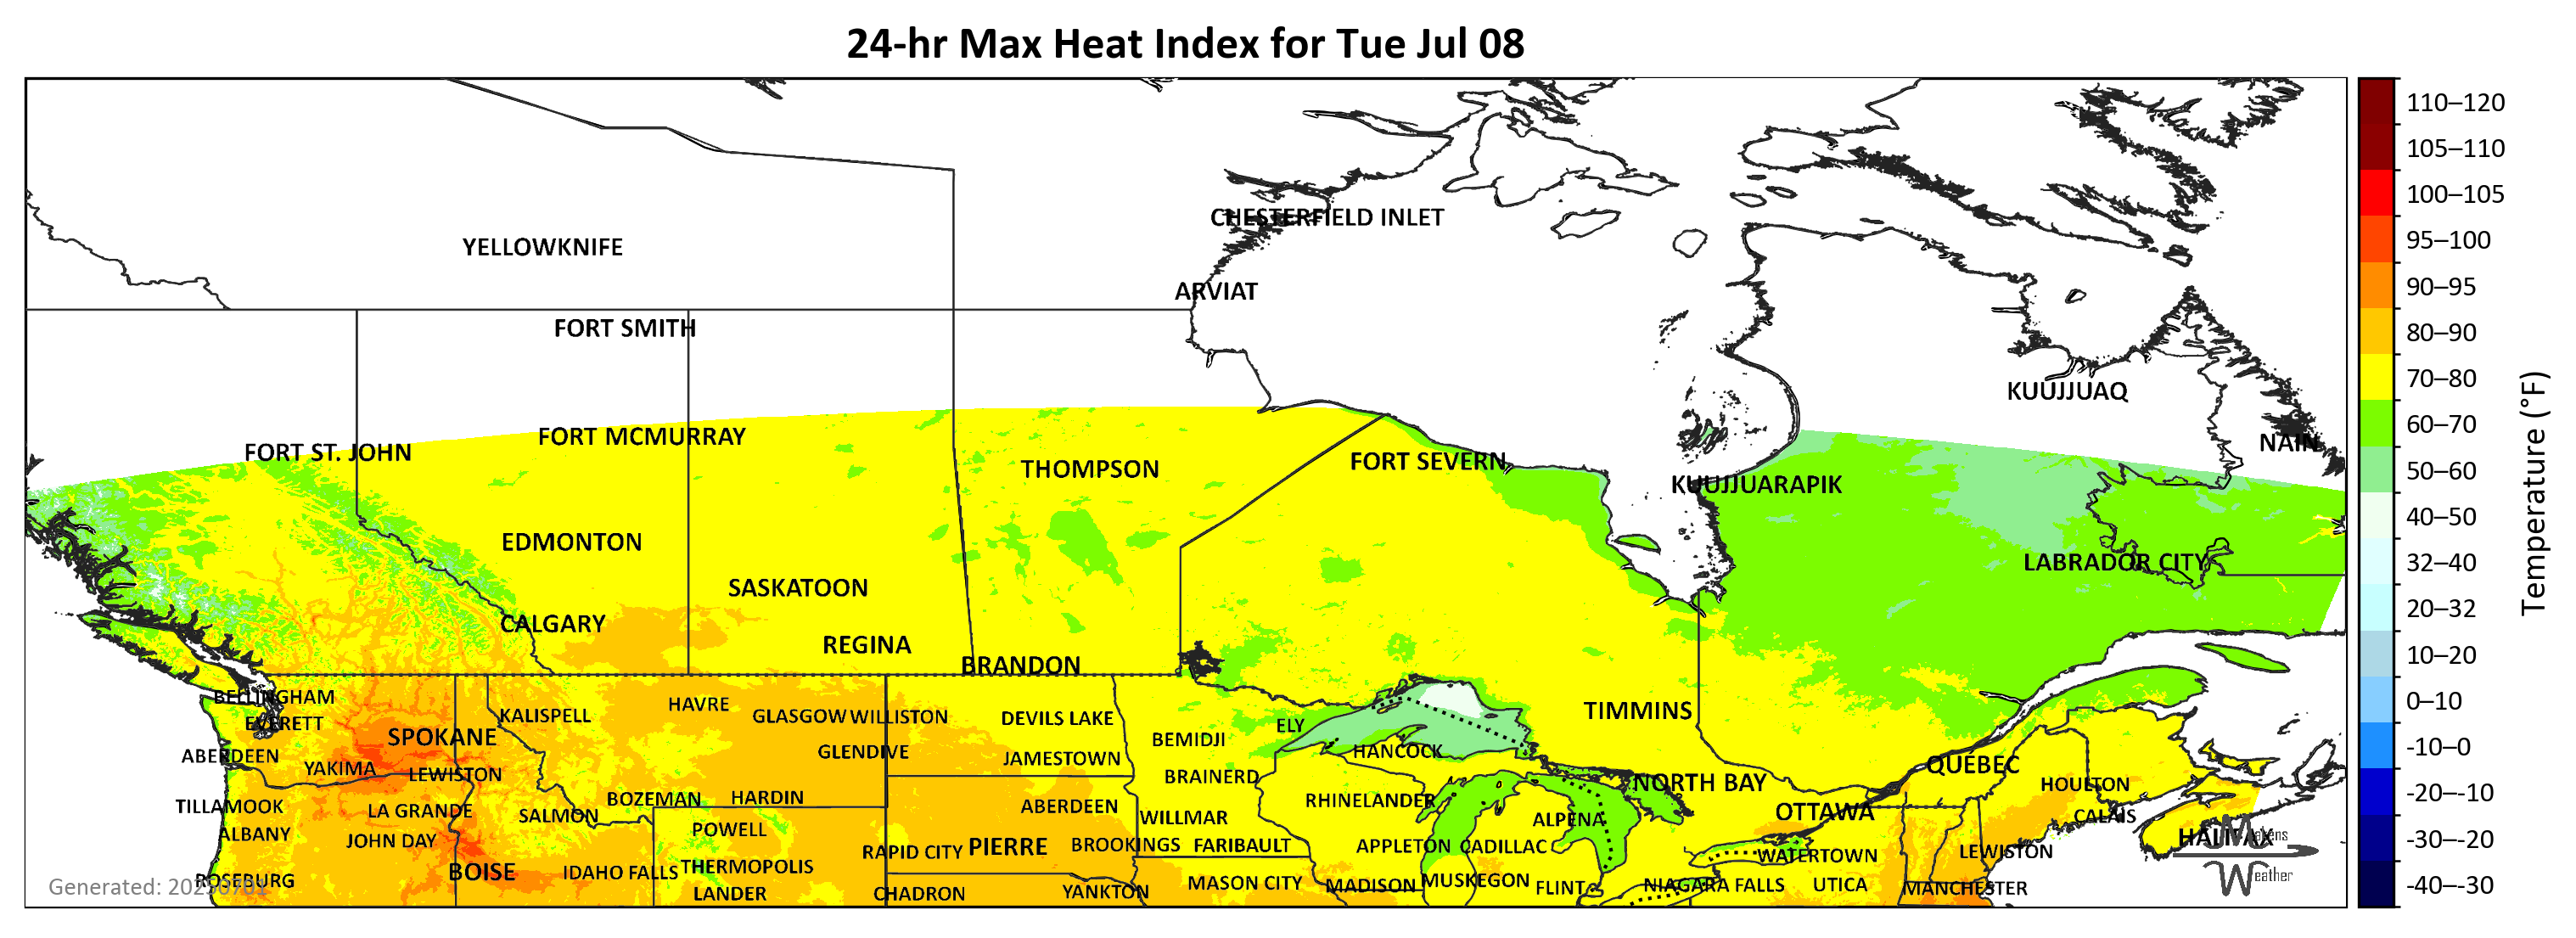 24-hr Max Heat Index for Tue Jul 08
CHESTERFIELD INLET
YELLOWKNIFE
ARVIAT
FORT SMITH
KUUJJUAQ
FORT MCMURRAY
NAIN
FORT ST. JOHN
FORT SEVERN
THOMPSON
KUUJJUARAPIK
EDMONTON
LABRADOR CITY
SASKATOON
CALGARY
REGINA
BRANDON
BELLINGHAM
HAVRE
TIMMINS
KALISPELL
GLASGOW WILLISTON
DEVILS LAKE
EVERETT
ELY
SPOKANE
BEMIDJI
GLENDIVE
HANCOCK
ABERDEEN
JAMESTOWN
QUÉBEC
YAKIMA
LEWISTON
BRAINERD
NORTH BAY
HOULTON
BOZEMAN
HARDIN
RHINELANDER
TILLAMOOK
ABERDEEN
LA GRANDE
SALMON
WILLMAR
OTTAWA
CALAIS
ALPENA
POWELL
ALBANY
HALIFAX
Makens
JOHN DAY
PIERRE
BROOKINGS
FARIBAULT
APPLETON
CADILLAC
RAPID CITY
LEWISTON
WATERTOWN
THERMOPOLIS
BOISE
IDAHO FALLS
Weather
ROSEBURG
MUSKEGON
MASON CITY
MADISON
FLINT
NIAGARA FALLS
UTICA
MANCHESTER
LANDER
CHADRON
YANKTON
110–120
105–110
100–105
95–100
90–95
80–90
70–80
60–70
50–60
40–50
32–40
20–32
10–20
0–10
-10–0
-20–-10
-30–-20
-40–-30
Temperature (°F)